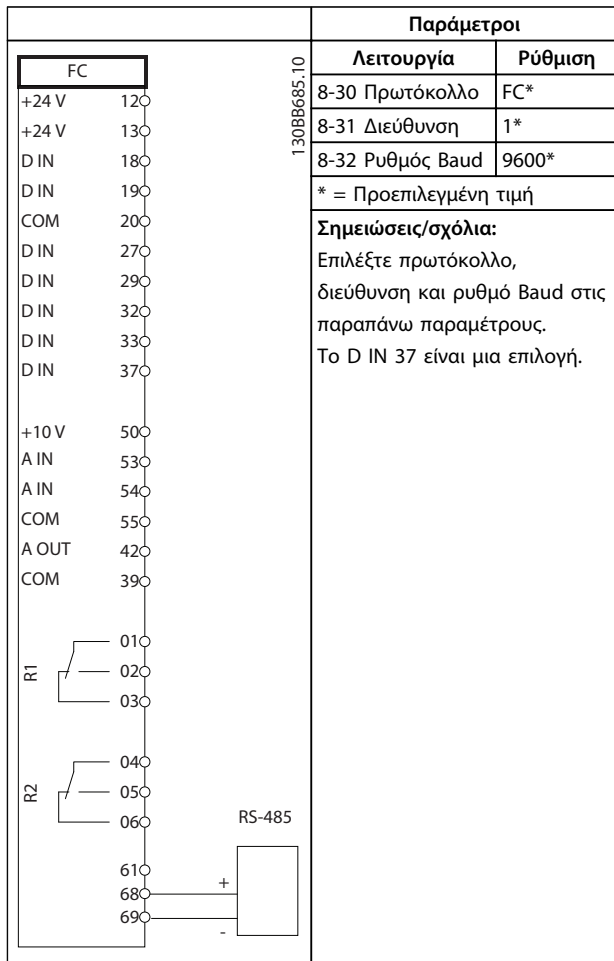 FC
+24 V 12
+24 V 13
D IN 18
D IN 19
COM 20
D IN 27
D IN 29
D IN 32
D IN 33
D IN 37
+10 V 50
A IN 53
A IN 54
COM 55
A OUT 42
COM 39
R1
01
02
03
R2
04
05
06
RS-485
61
68 +
69 -
130BB685.10
Παράμετροι
Λειτουργία Ρύθμιση
8-30 Πρωτόκολλο FC*
8-31 Διεύθυνση 1*
8-32 Ρυθμός Baud 9600*
* = Προεπιλεγμένη τιμή
Σημειώσεις/σχόλια:
Επιλέξτε πρωτόκολλο,
διεύθυνση και ρυθμό Baud στις
παραπάνω παραμέτρους.
Το D IN 37 είναι μια επιλογή.